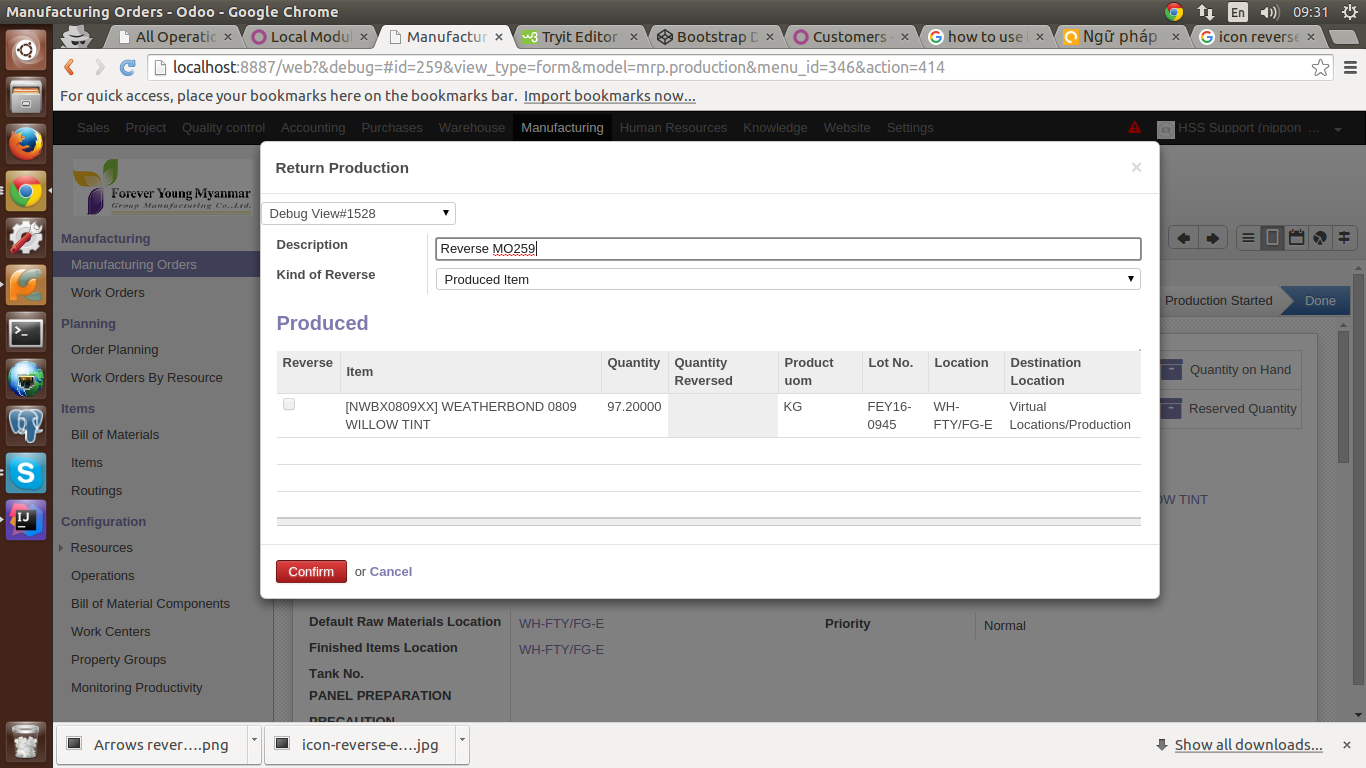 Manufacturing Orders - Odoo - Google Chrome
En
09:31
All Operatio
Local Modul
Manufactur
Tryit Editor
Bootstrap D
Customers -
how to use
Ngữ pháp
icon reverse
localhost:8887/web?&debug=#id=259&view_type=form&model=mrp.production&menu_id=346&action=414
For quick access, place your bookmarks here on the bookmarks bar. Import bookmarks now...
Sales Project Quality control Accounting Purchases Warehouse Manufacturing Human Resources Knowledge Website Settings
HSS Support (nippon ...
Forever Young Myanmar
Group Manufacturing Co.,Ltd.
Manufacturing
Manufacturing Orders
Work Orders
Planning
Order Planning
Work Orders By Resource
Items
Bill of Materials
Items
Routings
Configuration
Resources
Operations
Bill of Material Components
Work Centers
Property Groups
Monitoring Productivity
Return Production
×
Debug View#1528
Description
Reverse MO259
Kind of Reverse
Produced Item
Produced
Reverse
Item
Quantity
Quantity
Reversed
Product
uom
Lot No.
Location
Destination
Location
[NWBX0809XX] WEATHERBOND 0809
WILLOW TINT
97.20000
KG
FEY16-
0945
WH-
FTY/FG-E
Virtual
Locations/Production
Confirm or Cancel
Production Started
Done
Quantity on Hand
Reserved Quantity
OW TINT
Default Raw Materials Location
WH-FTY/FG-E
Priority
Normal
Finished Items Location
WH-FTY/FG-E
Tank No.
PANEL PREPARATION
PRECAUTION
Arrows rever....png
icon-reverse-e....jpg
Show all downloads...